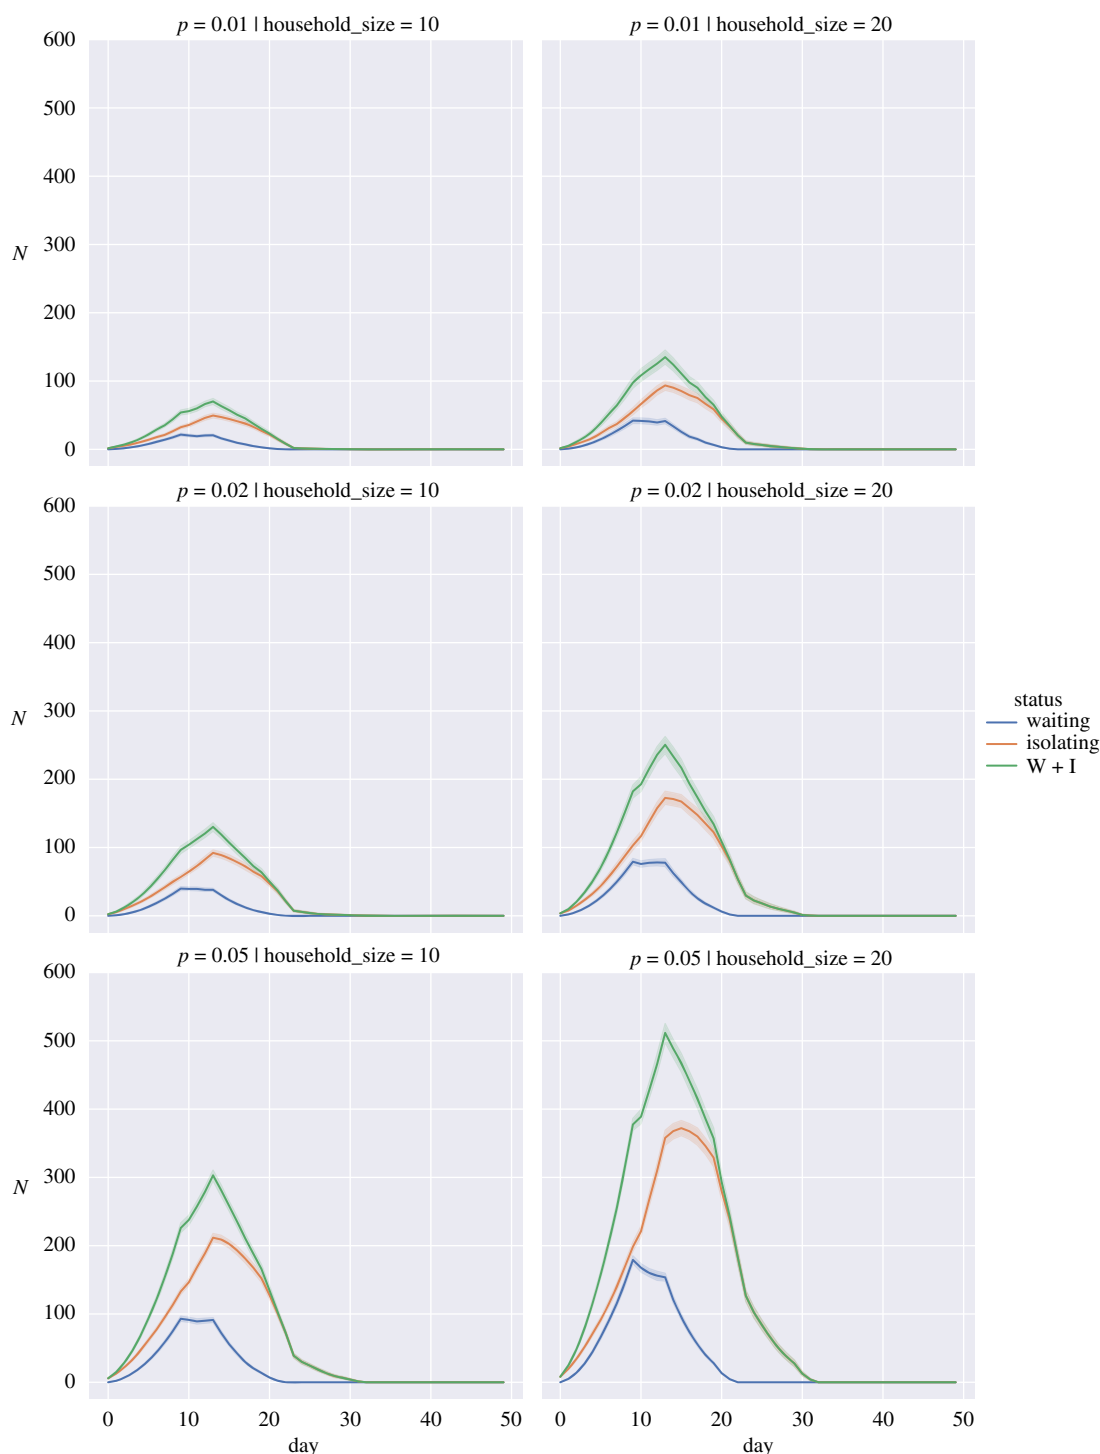 p = 0.01 | household_size = 10
p = 0.01 | household_size = 20
600
500
400
300
200
100
0
N
p = 0.02 | household_size = 10
p = 0.02 | household_size = 20
600
500
400
300
200
100
0
N
status
waiting
isolating
W + I
p = 0.05 | household_size = 10
p = 0.05 | household_size = 20
600
500
400
300
200
100
0
N
0 10 20 30 40 50
0 10 20 30 40 50
day
day